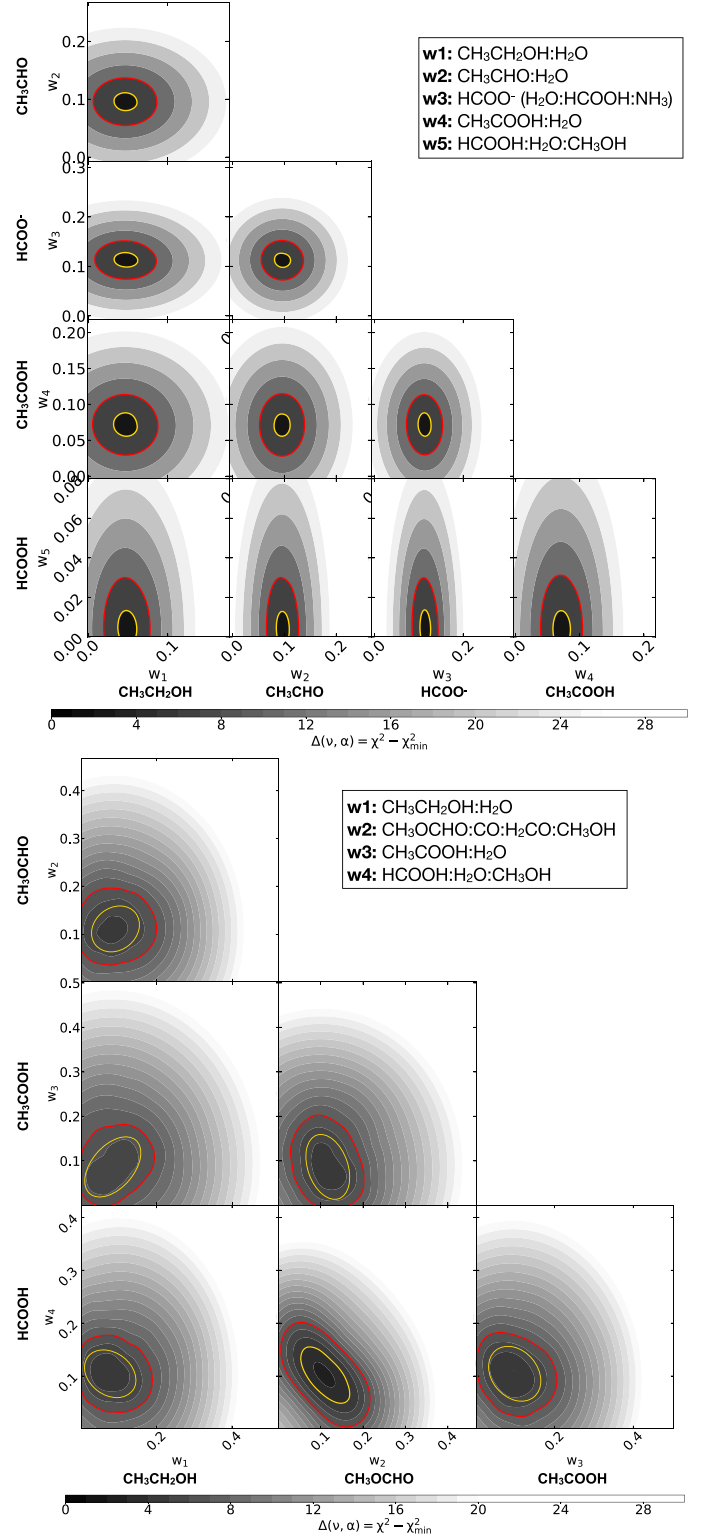 CH₃CHO
w₂
0.2
0.1
0.0
w1: CH₃CH₂OH:H₂O
w2: CH₃CHO:H₂O
w3: HCOO⁻ (H₂O:HCOOH:NH₃)
w4: CH₃COOH:H₂O
w5: HCOOH:H₂O:CH₃OH
HCOO⁻
w₃
0.3
0.2
0.1
0.0
CH₃COOH
w₄
0.20
0.15
0.10
0.05
0.00
HCOOH
w₅
0.08
0.06
0.04
0.02
0.00
0.0 0.1 0.0 0.1 0.2 0.0 0.2 0.0 0.1 0.2
w₁ w₂ w₃ w₄
CH₃CH₂OH CH₃CHO HCOO⁻ CH₃COOH
0 4 8 12 16 20 24 28
Δ(ν, α) = χ² − χ²min
CH₃OCHO
w₂
0.4
0.3
0.2
0.1
w1: CH₃CH₂OH:H₂O
w2: CH₃OCHO:CO:H₂CO:CH₃OH
w3: CH₃COOH:H₂O
w4: HCOOH:H₂O:CH₃OH
CH₃COOH
w₃
0.5
0.4
0.3
0.2
0.1
HCOOH
w₄
0.4
0.3
0.2
0.1
0.2 0.4 0.1 0.2 0.3 0.4 0.2 0.4
w₁ w₂ w₃
CH₃CH₂OH CH₃OCHO CH₃COOH
0 4 8 12 16 20 24 28
Δ(ν, α) = χ² − χ²min